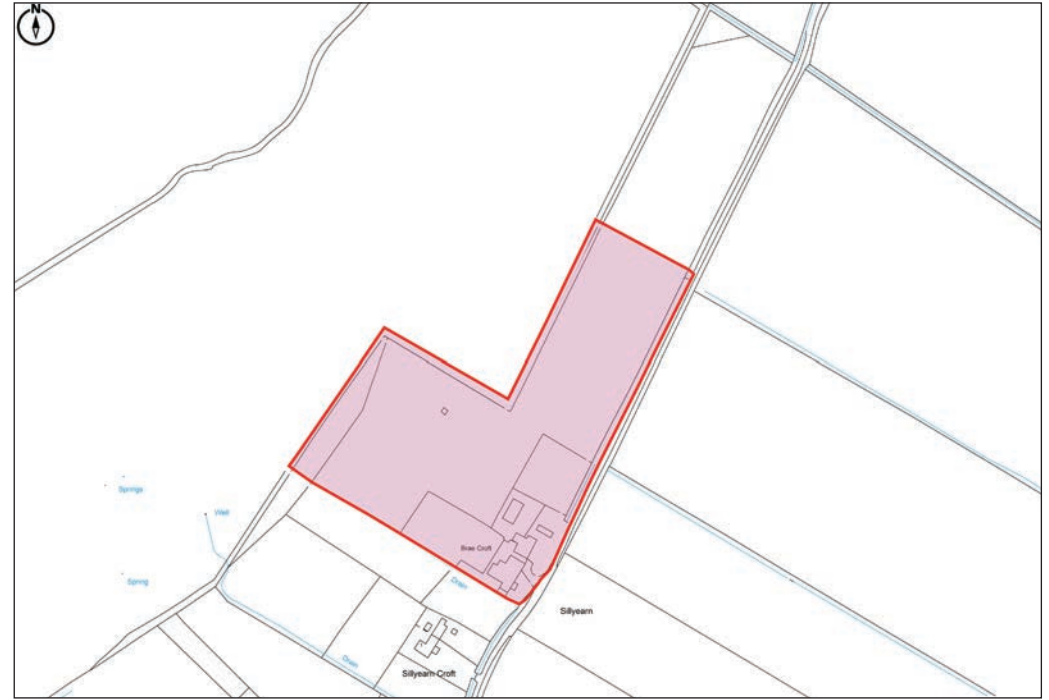 N
Springs
Well
Spring
Brae Croft
Drain
Sillyearn
Drain
Sillyearn Croft